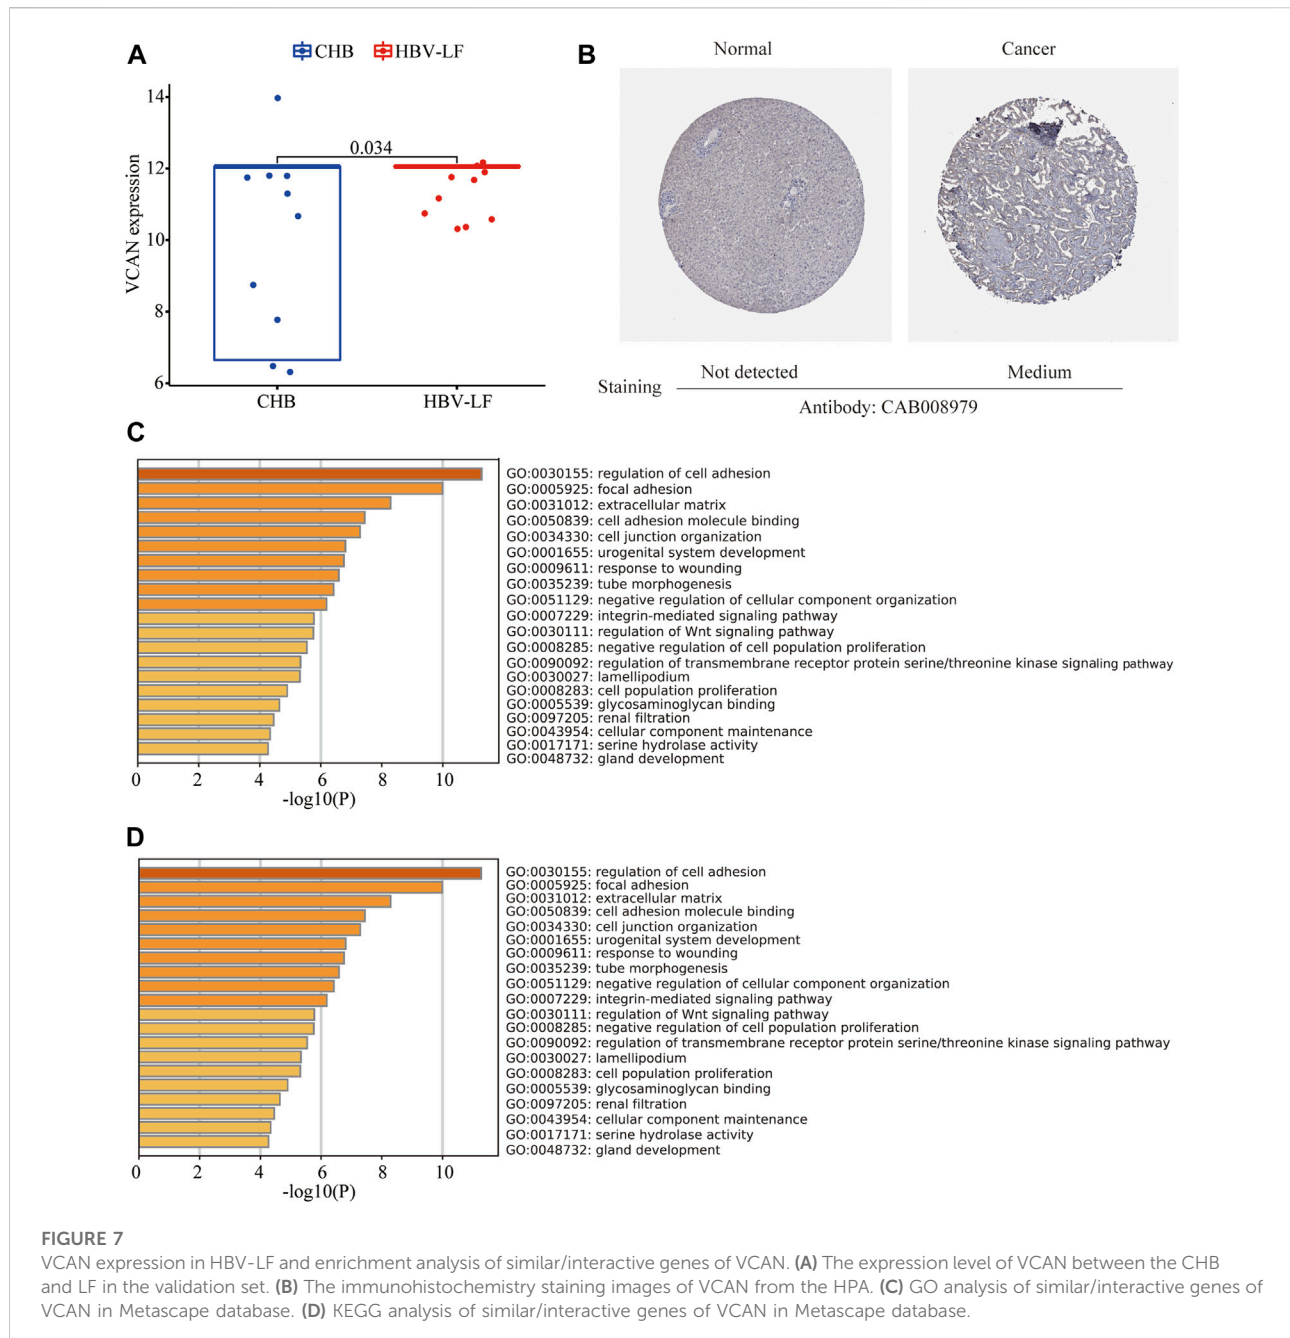 A
CHB HBV-LF
14
12
10
8
6
VCAN expression
0.034
CHB HBV-LF
B
Normal Cancer
Not detected Medium
Staining
Antibody: CAB008979
C
GO:0030155: regulation of cell adhesion
GO:0005925: focal adhesion
GO:0031012: extracellular matrix
GO:0050839: cell adhesion molecule binding
GO:0034330: cell junction organization
GO:0001655: urogenital system development
GO:0009611: response to wounding
GO:0035239: tube morphogenesis
GO:0051129: negative regulation of cellular component organization
GO:0007229: integrin-mediated signaling pathway
GO:0030111: regulation of Wnt signaling pathway
GO:0008285: negative regulation of cell population proliferation
GO:0090092: regulation of transmembrane receptor protein serine/threonine kinase signaling pathway
GO:0030027: lamellipodium
GO:0008283: cell population proliferation
GO:0005539: glycosaminoglycan binding
GO:0097205: renal filtration
GO:0043954: cellular component maintenance
GO:0017171: serine hydrolase activity
GO:0048732: gland development
0 2 4 6 8 10
-log10(P)
D
GO:0030155: regulation of cell adhesion
GO:0005925: focal adhesion
GO:0031012: extracellular matrix
GO:0050839: cell adhesion molecule binding
GO:0034330: cell junction organization
GO:0001655: urogenital system development
GO:0009611: response to wounding
GO:0035239: tube morphogenesis
GO:0051129: negative regulation of cellular component organization
GO:0007229: integrin-mediated signaling pathway
GO:0030111: regulation of Wnt signaling pathway
GO:0008285: negative regulation of cell population proliferation
GO:0090092: regulation of transmembrane receptor protein serine/threonine kinase signaling pathway
GO:0030027: lamellipodium
GO:0008283: cell population proliferation
GO:0005539: glycosaminoglycan binding
GO:0097205: renal filtration
GO:0043954: cellular component maintenance
GO:0017171: serine hydrolase activity
GO:0048732: gland development
0 2 4 6 8 10
-log10(P)
FIGURE 7
VCAN expression in HBV-LF and enrichment analysis of similar/interactive genes of VCAN. (A) The expression level of VCAN between the CHB
and LF in the validation set. (B) The immunohistochemistry staining images of VCAN from the HPA. (C) GO analysis of similar/interactive genes of
VCAN in Metascape database. (D) KEGG analysis of similar/interactive genes of VCAN in Metascape database.